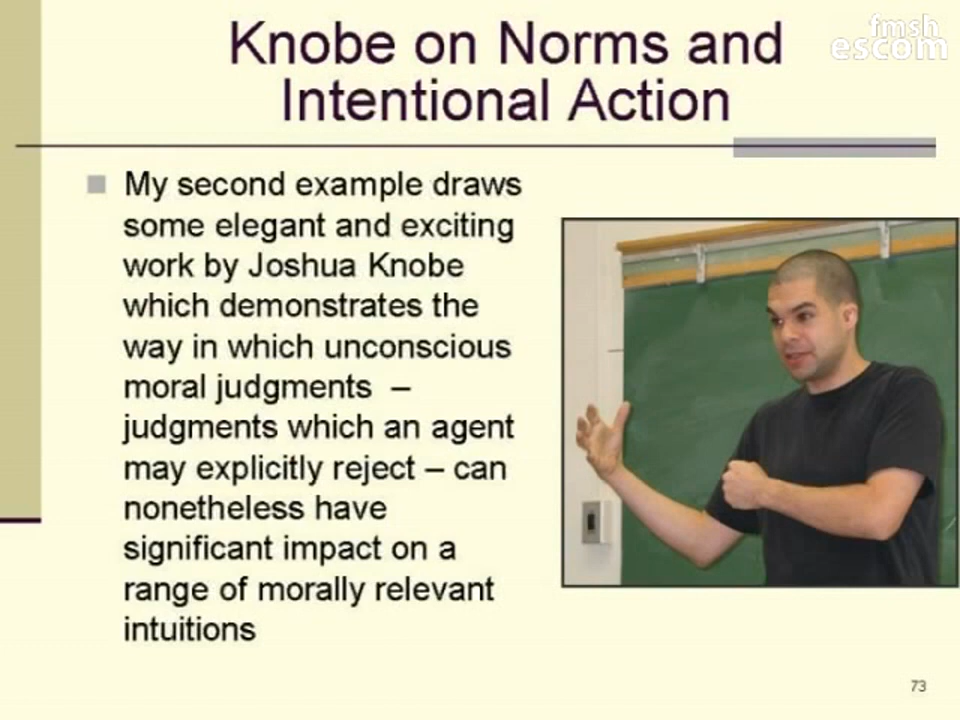 Knobe on Norms and
Intentional Action
fmsh
escom
My second example draws
some elegant and exciting
work by Joshua Knobe
which demonstrates the
way in which unconscious
moral judgments –
judgments which an agent
may explicitly reject – can
nonetheless have
significant impact on a
range of morally relevant
intuitions
73